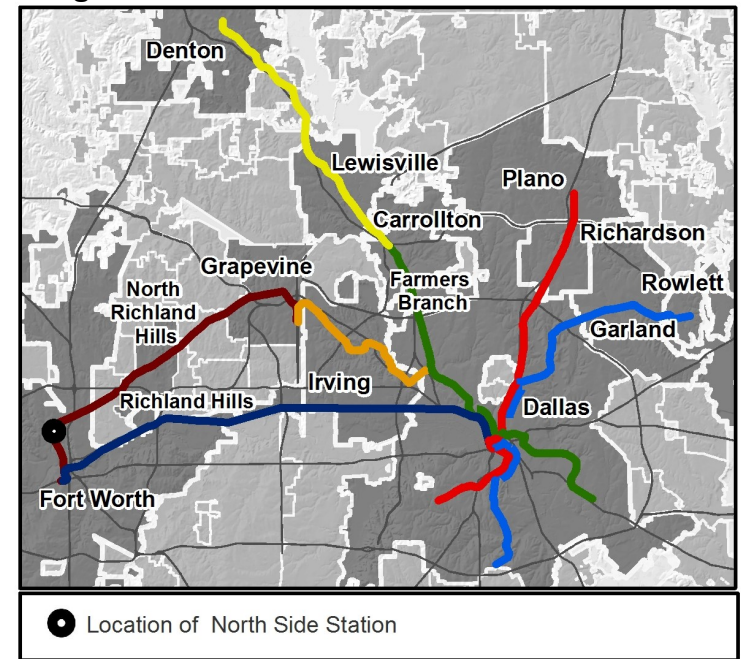 Denton
Lewisville
Plano
Carrollton
Richardson
Grapevine
Farmers
Branch
Rowlett
North
Richland
Hills
Garland
Irving
Richland Hills
Dallas
Fort Worth
Location of North Side Station